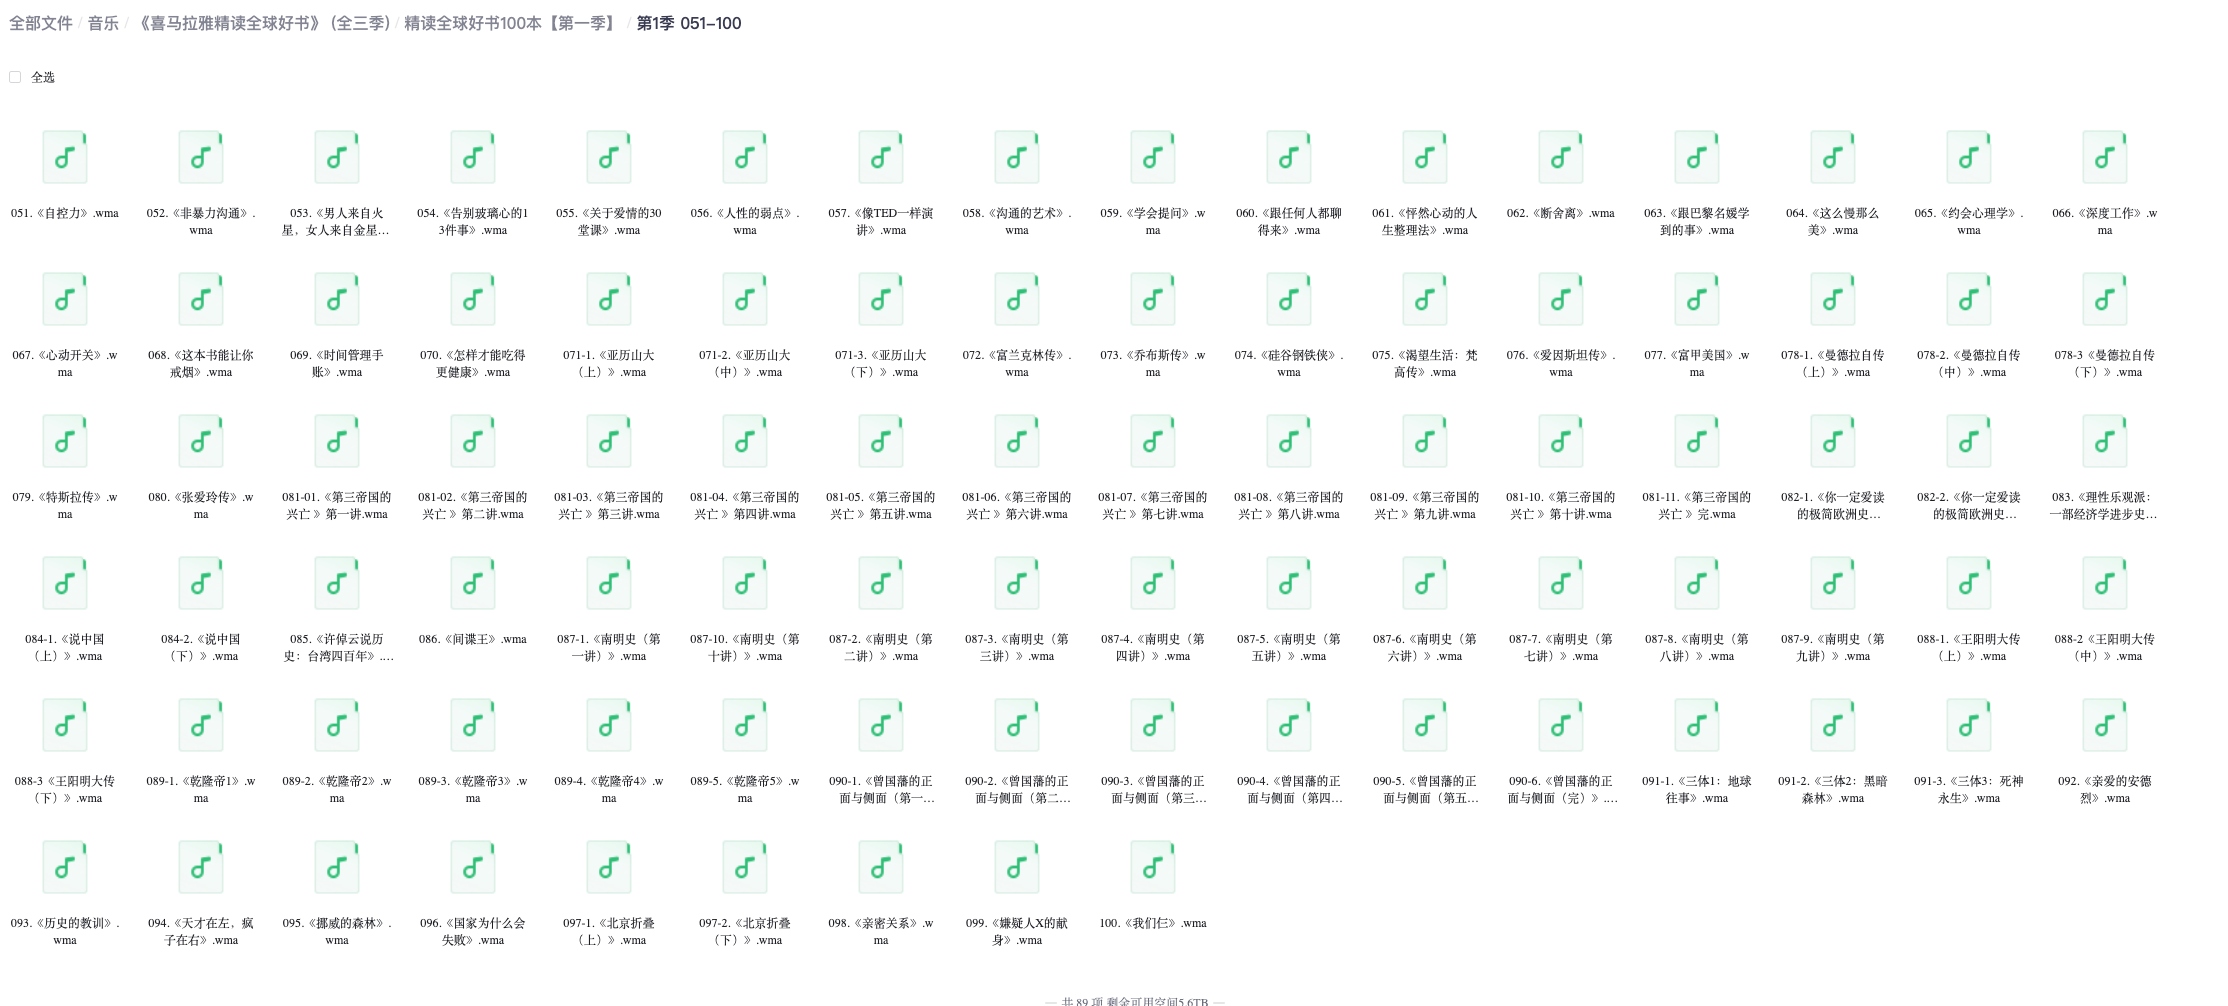 全部文件 / 音乐 / 《喜马拉雅精读全球好书》(全三季) / 精读全球好书100本【第一季】 / 第1季 051-100
全选
051.《自控力》.wma
052.《非暴力沟通》.
wma
053.《男人来自火
星，女人来自金星...
054.《告别玻璃心的1
3件事》.wma
055.《关于爱情的30
堂课》.wma
056.《人性的弱点》.
wma
057.《像TED一样演
讲》.wma
058.《沟通的艺术》.
wma
059.《学会提问》.w
ma
060.《跟任何人都聊
得来》.wma
061.《怦然心动的人
生整理法》.wma
062.《断舍离》.wma
063.《跟巴黎名媛学
到的事》.wma
064.《这么慢那么
美》.wma
065.《约会心理学》.
wma
066.《深度工作》.w
ma
067.《心动开关》.w
ma
068.《这本书能让你
戒烟》.wma
069.《时间管理手
账》.wma
070.《怎样才能吃得
更健康》.wma
071-1.《亚历山大
（上）》.wma
071-2.《亚历山大
（中）》.wma
071-3.《亚历山大
（下）》.wma
072.《富兰克林传》.
wma
073.《乔布斯传》.w
ma
074.《硅谷钢铁侠》.
wma
075.《渴望生活：梵
高传》.wma
076.《爱因斯坦传》.
wma
077.《富甲美国》.w
ma
078-1.《曼德拉自传
（上）》.wma
078-2.《曼德拉自传
（中）》.wma
078-3《曼德拉自传
（下）》.wma
079.《特斯拉传》.w
ma
080.《张爱玲传》.w
ma
081-01.《第三帝国的
兴亡 》第一讲.wma
081-02.《第三帝国的
兴亡 》第二讲.wma
081-03.《第三帝国的
兴亡 》第三讲.wma
081-04.《第三帝国的
兴亡 》第四讲.wma
081-05.《第三帝国的
兴亡 》第五讲.wma
081-06.《第三帝国的
兴亡 》第六讲.wma
081-07.《第三帝国的
兴亡 》第七讲.wma
081-08.《第三帝国的
兴亡 》第八讲.wma
081-09.《第三帝国的
兴亡 》第九讲.wma
081-10.《第三帝国的
兴亡 》第十讲.wma
081-11.《第三帝国的
兴亡 》完.wma
082-1.《你一定爱读
的极简欧洲史...
082-2.《你一定爱读
的极简欧洲史...
083.《理性乐观派：
一部经济学进步史...
084-1.《说中国
（上）》.wma
084-2.《说中国
（下）》.wma
085.《许倬云说历
史：台湾四百年》....
086.《间谍王》.wma
087-1.《南明史（第
一讲）》.wma
087-10.《南明史（第
十讲）》.wma
087-2.《南明史（第
二讲）》.wma
087-3.《南明史（第
三讲）》.wma
087-4.《南明史（第
四讲）》.wma
087-5.《南明史（第
五讲）》.wma
087-6.《南明史（第
六讲）》.wma
087-7.《南明史（第
七讲）》.wma
087-8.《南明史（第
八讲）》.wma
087-9.《南明史（第
九讲）》.wma
088-1.《王阳明大传
（上）》.wma
088-2《王阳明大传
（中）》.wma
088-3《王阳明大传
（下）》.wma
089-1.《乾隆帝1》.w
ma
089-2.《乾隆帝2》.w
ma
089-3.《乾隆帝3》.w
ma
089-4.《乾隆帝4》.w
ma
089-5.《乾隆帝5》.w
ma
090-1.《曾国藩的正
面与侧面（第一...
090-2.《曾国藩的正
面与侧面（第二...
090-3.《曾国藩的正
面与侧面（第三...
090-4.《曾国藩的正
面与侧面（第四...
090-5.《曾国藩的正
面与侧面（第五...
090-6.《曾国藩的正
面与侧面（完）》....
091-1.《三体1：地球
往事》.wma
091-2.《三体2：黑暗
森林》.wma
091-3.《三体3：死神
永生》.wma
092.《亲爱的安德
烈》.wma
093.《历史的教训》.
wma
094.《天才在左，疯
子在右》.wma
095.《挪威的森林》.
wma
096.《国家为什么会
失败》.wma
097-1.《北京折叠
（上）》.wma
097-2.《北京折叠
（下）》.wma
098.《亲密关系》.w
ma
099.《嫌疑人X的献
身》.wma
100.《我们仨》.wma
— 共 89 项 剩余可用空间5.6TB —